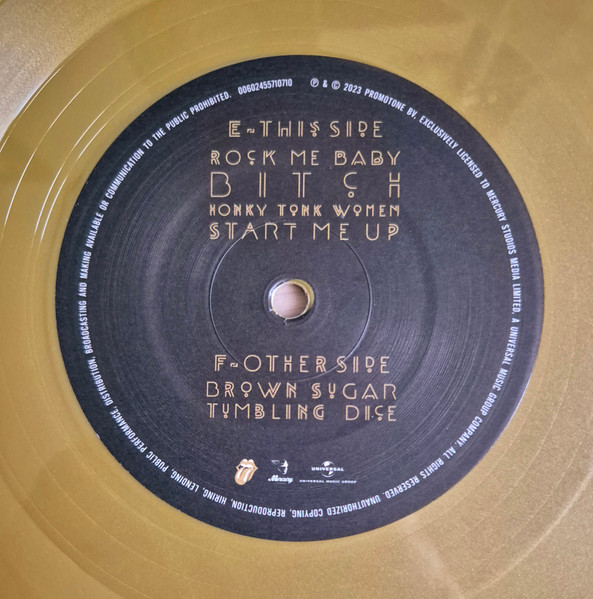 E-THIS SIDE
ROCK ME BABY
BITCH
HONKY TONK WOMEN
START ME UP
F-OTHER SIDE
BROWN SUGAR
TUMBLING DICE
Mercury
UNIVERSAL
UNIVERSAL MUSIC GROUP
℗ & © 2023 PROMOTONE BV, EXCLUSIVELY LICENSED TO MERCURY STUDIOS MEDIA LIMITED, A UNIVERSAL MUSIC GROUP COMPANY. ALL RIGHTS RESERVED. UNAUTHORIZED COPYING, REPRODUCTION, HIRING, LENDING, PUBLIC PERFORMANCE, DISTRIBUTION, BROADCASTING AND MAKING AVAILABLE OR COMMUNICATION TO THE PUBLIC PROHIBITED. 00602455710710